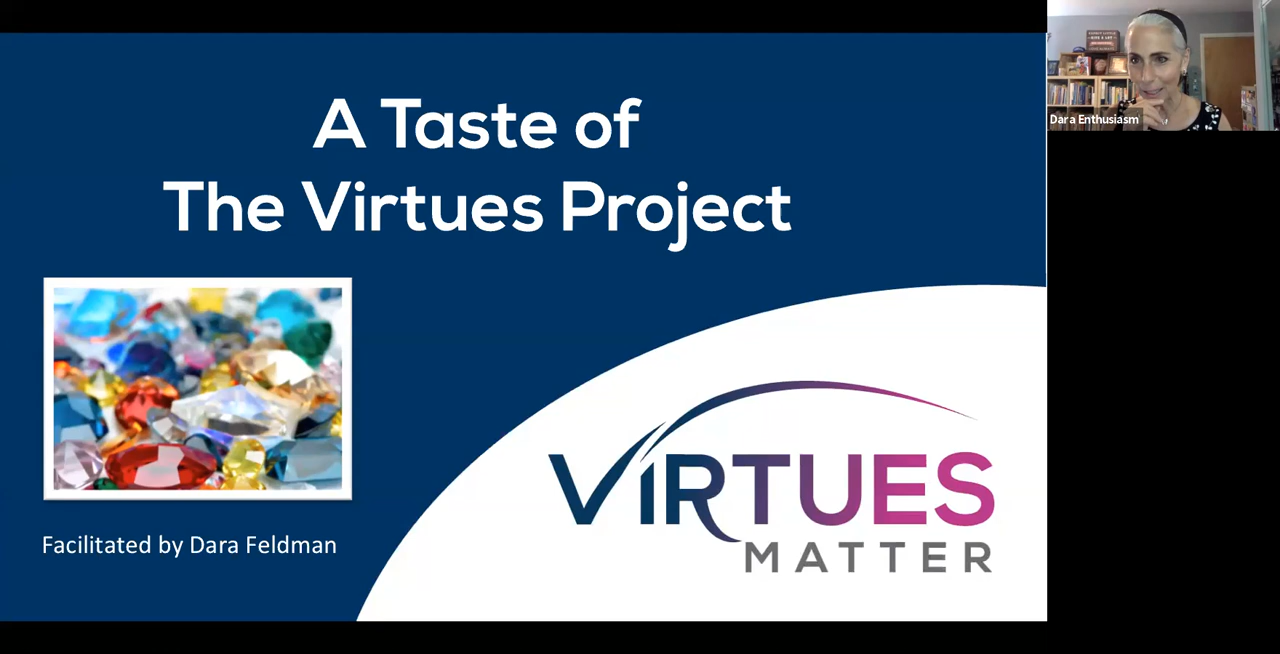 A Taste of
The Virtues Project
Facilitated by Dara Feldman
VIRTUES
MATTER
Dara Enthusiasm